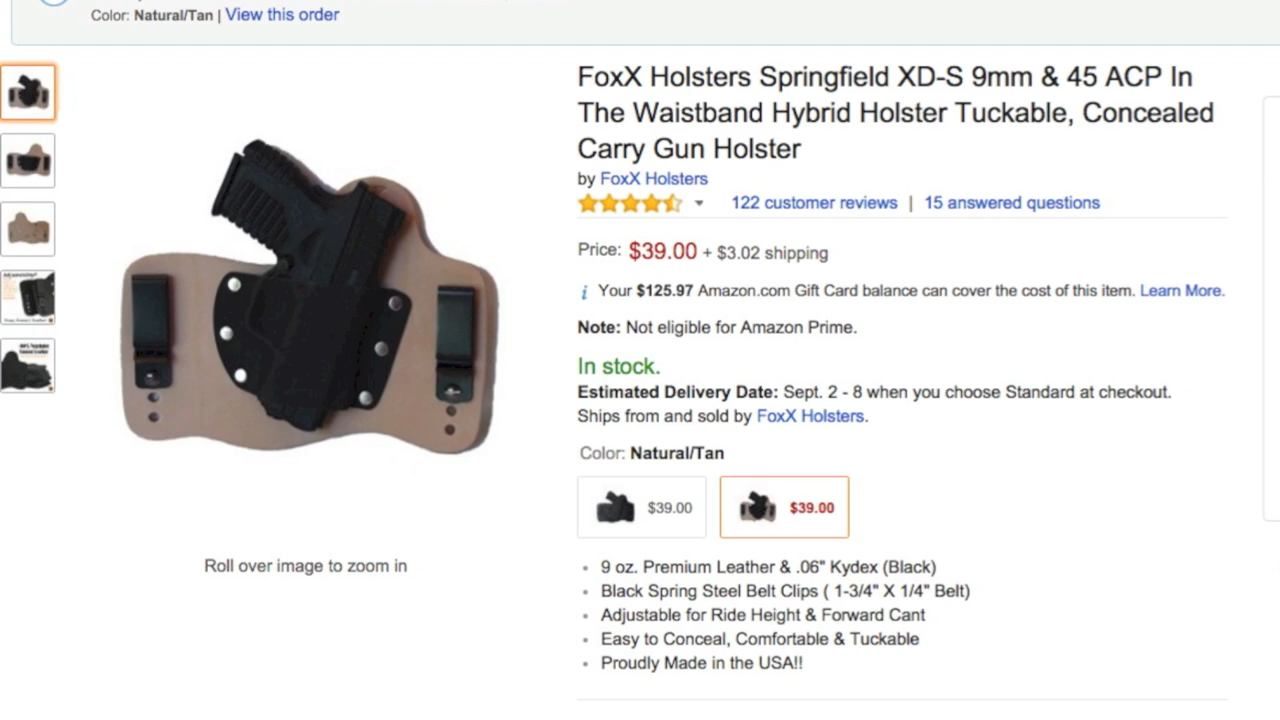 Color: Natural/Tan | View this order
FoxX Holsters Springfield XD-S 9mm & 45 ACP In
The Waistband Hybrid Holster Tuckable, Concealed
Carry Gun Holster
by FoxX Holsters
122 customer reviews | 15 answered questions
Price: $39.00 + $3.02 shipping
i Your $125.97 Amazon.com Gift Card balance can cover the cost of this item. Learn More.
Note: Not eligible for Amazon Prime.
In stock.
Estimated Delivery Date: Sept. 2 - 8 when you choose Standard at checkout.
Ships from and sold by FoxX Holsters.
Color: Natural/Tan
$39.00 $39.00
Roll over image to zoom in
• 9 oz. Premium Leather & .06" Kydex (Black)
• Black Spring Steel Belt Clips ( 1-3/4" X 1/4" Belt)
• Adjustable for Ride Height & Forward Cant
• Easy to Conceal, Comfortable & Tuckable
• Proudly Made in the USA!!